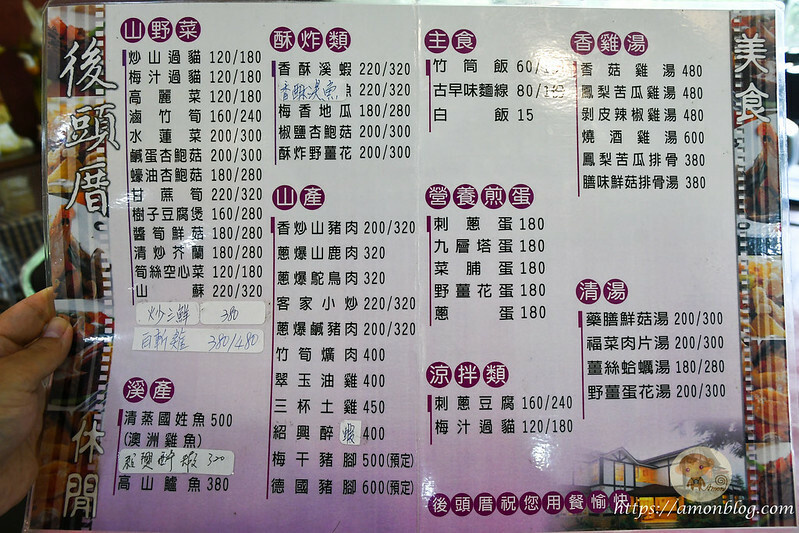 後頭厝
休閒
山野菜
炒山過貓 120/180
梅汁過貓 120/180
高麗菜 120/180
滷竹筍 160/240
水蓮菜 200/300
鹹蛋杏鮑菇 200/300
蠔油杏鮑菇 180/280
甘蔗筍 220/320
樹子豆腐煲 160/280
醬筍鮮菇 180/280
清炒芥蘭 180/280
筍絲空心菜 120/180
山蘇 220/320
炒三鮮 380
白斬雞 380/480
溪產
清蒸國姓魚 500
(澳洲雞魚)
紹興醉蝦 320
高山鱸魚 380
酥炸類
香酥溪蝦 220/320
香酥溪魚 220/320
梅香地瓜 180/280
椒鹽杏鮑菇 200/300
酥炸野薑花 200/300
山產
香炒山豬肉 200/320
蔥爆山鹿肉 320
蔥爆鴕鳥肉 320
客家小炒 220/320
蔥爆鹹豬肉 200/320
竹筍爌肉 400
翠玉油雞 400
三杯土雞 450
紹興醉 400
梅干豬腳 500(預定)
德國豬腳 600(預定)
主食
竹筒飯 60/
古早味麵線 80/
白飯 15
營養煎蛋
刺蔥蛋 180
九層塔蛋 180
菜脯蛋 180
野薑花蛋 180
蔥蛋 180
涼拌類
刺蔥豆腐 160/240
梅汁過貓 120/180
香雞湯
香菇雞湯 480
鳳梨苦瓜雞湯 480
剝皮辣椒雞湯 480
燒酒雞湯 600
鳳梨苦瓜排骨 380
膳味鮮菇排骨湯 380
清湯
藥膳鮮菇湯 200/300
福菜肉片湯 200/300
薑絲蛤蠣湯 180/280
野薑蛋花湯 200/300
後頭厝祝您用餐愉快
美食
https://amonblog.com